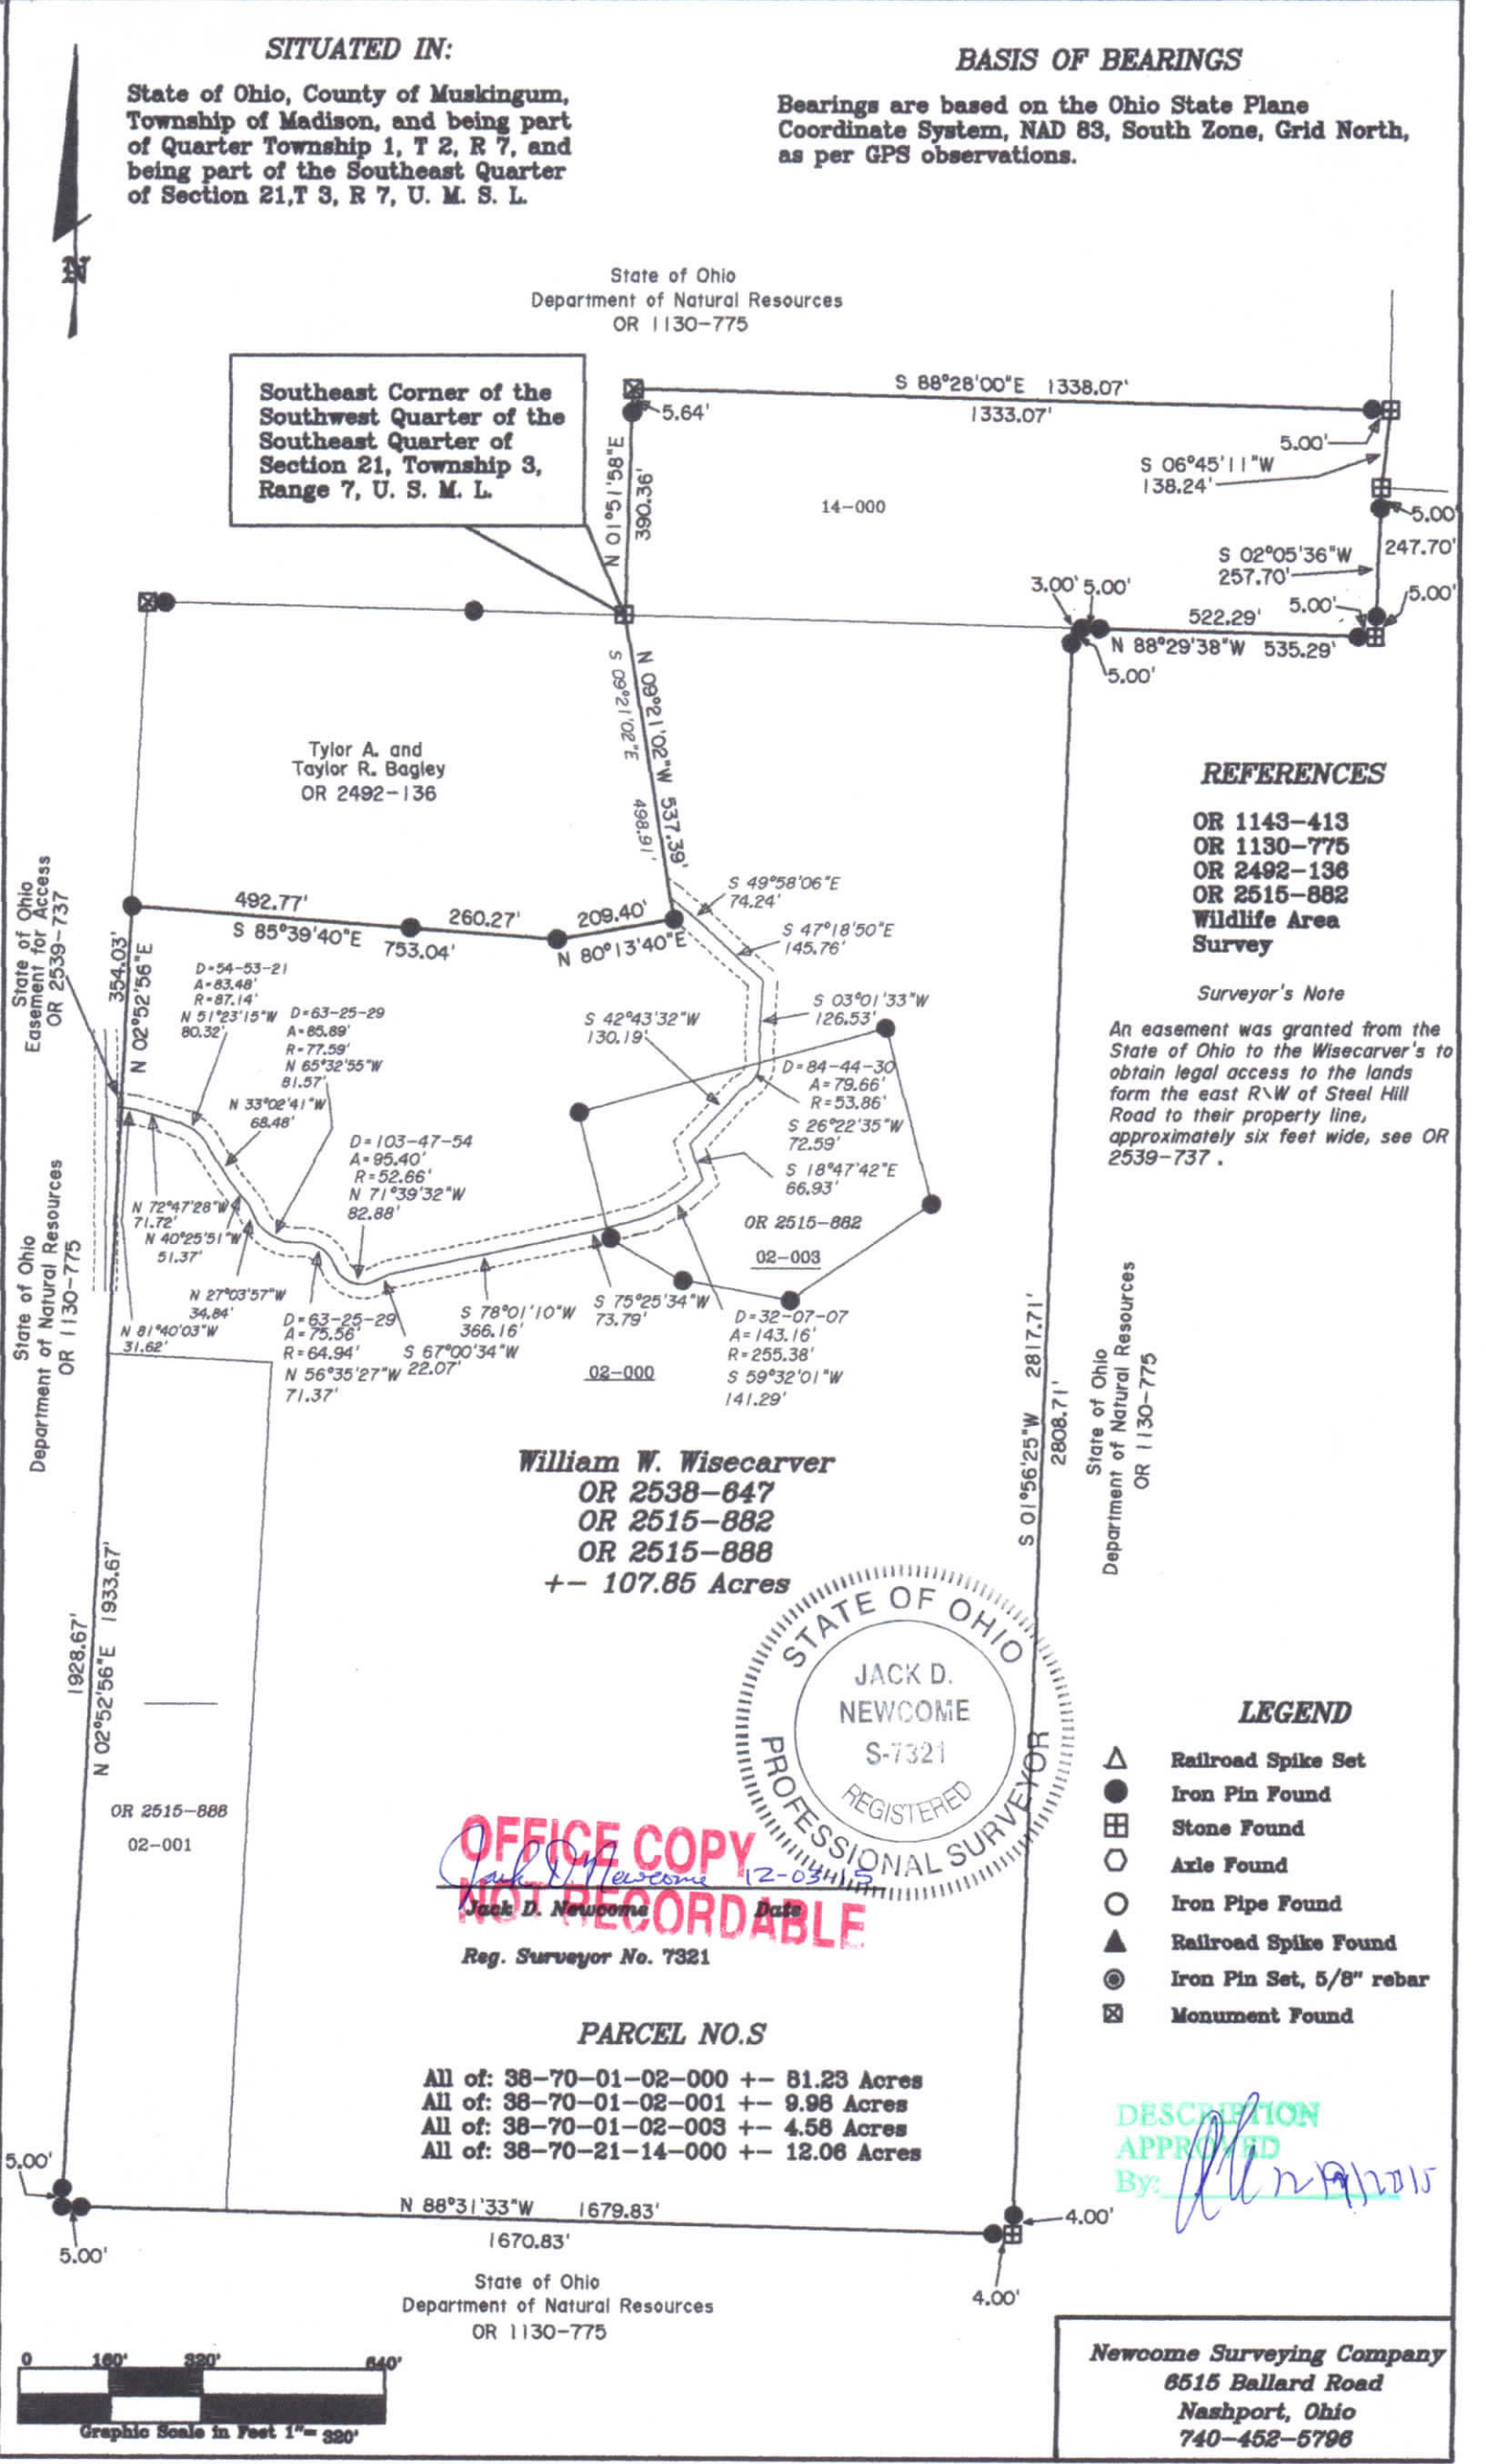 SITUATED IN:
State of Ohio, County of Muskingum,
Township of Madison, and being part
of Quarter Township 1, T 2, R 7, and
being part of the Southeast Quarter
of Section 21,T 3, R 7, U. M. S. L.
BASIS OF BEARINGS
Bearings are based on the Ohio State Plane
Coordinate System, NAD 83, South Zone, Grid North,
as per GPS observations.
N
State of Ohio
Department of Natural Resources
OR 1130-775
Southeast Corner of the
Southwest Quarter of the
Southeast Quarter of
Section 21, Township 3,
Range 7, U. S. M. L.
S 88°28'00"E 1338.07'
1333.07'
5.64'
5.00'
N 01°51'58"E
390.36'
S 06°45'11"W
138.24'
14-000
5.00'
247.70'
S 02°05'36"W
257.70'
3.00' 5.00'
5.00'
5.00'
522.29'
N 88°29'38"W 535.29'
5.00'
N 09°21'02"W 537.39'
S 09°21'02"E 498.91'
Tylor A. and
Taylor R. Bagley
OR 2492-136
REFERENCES
OR 1143-413
OR 1130-775
OR 2492-136
OR 2515-882
Wildlife Area
Survey
Surveyor's Note
An easement was granted from the
State of Ohio to the Wisecarver's to
obtain legal access to the lands
form the east R\W of Steel Hill
Road to their property line,
approximately six feet wide, see OR
2539-737 .
State of Ohio
Easement for Access
OR 2539-737
492.77'
S 85°39'40"E
753.04'
260.27'
209.40'
N 80°13'40"E
S 49°58'06"E
74.24'
S 47°18'50"E
145.76'
354.03'
N 02°52'56"E
D=54-53-21
A=83.48'
R=87.14'
N 51°23'15"W
80.32'
D=63-25-29
A=85.89'
R=77.59'
N 65°32'55"W
81.57'
S 42°43'32"W
130.19'
S 03°01'33"W
126.53'
D=84-44-30
A=79.66'
R=53.86'
S 26°22'35"W
72.59'
N 33°02'41"W
68.48'
D=103-47-54
A=95.40'
R=52.66'
N 71°39'32"W
82.88'
S 18°47'42"E
66.93'
OR 2515-882
02-003
N 72°47'28"W
71.72'
N 40°25'51"W
51.37'
N 27°03'57"W
34.84'
N 81°40'03"W
31.62'
D=63-25-29
A=75.56'
R=64.94'
N 56°35'27"W
71.37'
S 67°00'34"W
22.07'
S 78°01'10"W
366.16'
S 75°25'34"W
73.79'
D=32-07-07
A=143.16'
R=255.38'
S 59°32'01"W
141.29'
02-000
State of Ohio
Department of Natural Resources
OR 1130-775
William W. Wisecarver
OR 2538-647
OR 2515-882
OR 2515-888
+- 107.85 Acres
S 01°56'25"W 2817.71'
2808.71'
State of Ohio
Department of Natural Resources
OR 1130-775
1928.67'
N 02°52'56"E 1933.67'
OR 2515-888
02-001
STATE OF OHIO
JACK D.
NEWCOME
S-7321
REGISTERED
PROFESSIONAL SURVEYOR
OFFICE COPY
NOT RECORDABLE
Jack D. Newcome 12-03-15
Jack D. Newcome Date
Reg. Surveyor No. 7321
LEGEND
Railroad Spike Set
Iron Pin Found
Stone Found
Axle Found
Iron Pipe Found
Railroad Spike Found
Iron Pin Set, 5/8" rebar
Monument Found
PARCEL NO.S
All of: 38-70-01-02-000 +- 81.23 Acres
All of: 38-70-01-02-001 +- 9.98 Acres
All of: 38-70-01-02-003 +- 4.58 Acres
All of: 38-70-21-14-000 +- 12.06 Acres
DESCRIPTION
APPROVED
By:
5.00'
5.00'
N 88°31'33"W 1679.83'
1670.83'
4.00'
4.00'
State of Ohio
Department of Natural Resources
OR 1130-775
0 160' 320' 640'
Graphic Scale in Feet 1"= 320'
Newcome Surveying Company
6515 Ballard Road
Nashport, Ohio
740-452-5796